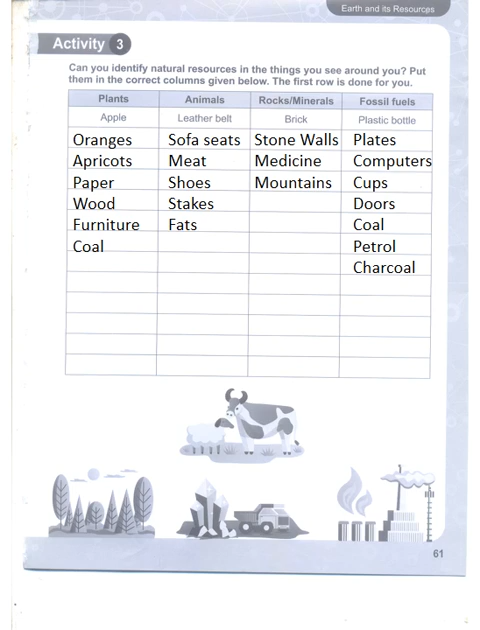 Earth and its Resources
Activity 3
Can you identify natural resources in the things you see around you? Put
them in the correct columns given below. The first row is done for you.
Plants Animals Rocks/Minerals Fossil fuels
Apple Leather belt Brick Plastic bottle
Oranges Sofa seats Stone Walls Plates
Apricots Meat Medicine Computers
Paper Shoes Mountains Cups
Wood Stakes Doors
Furniture Fats Coal
Coal Petrol
Charcoal
61